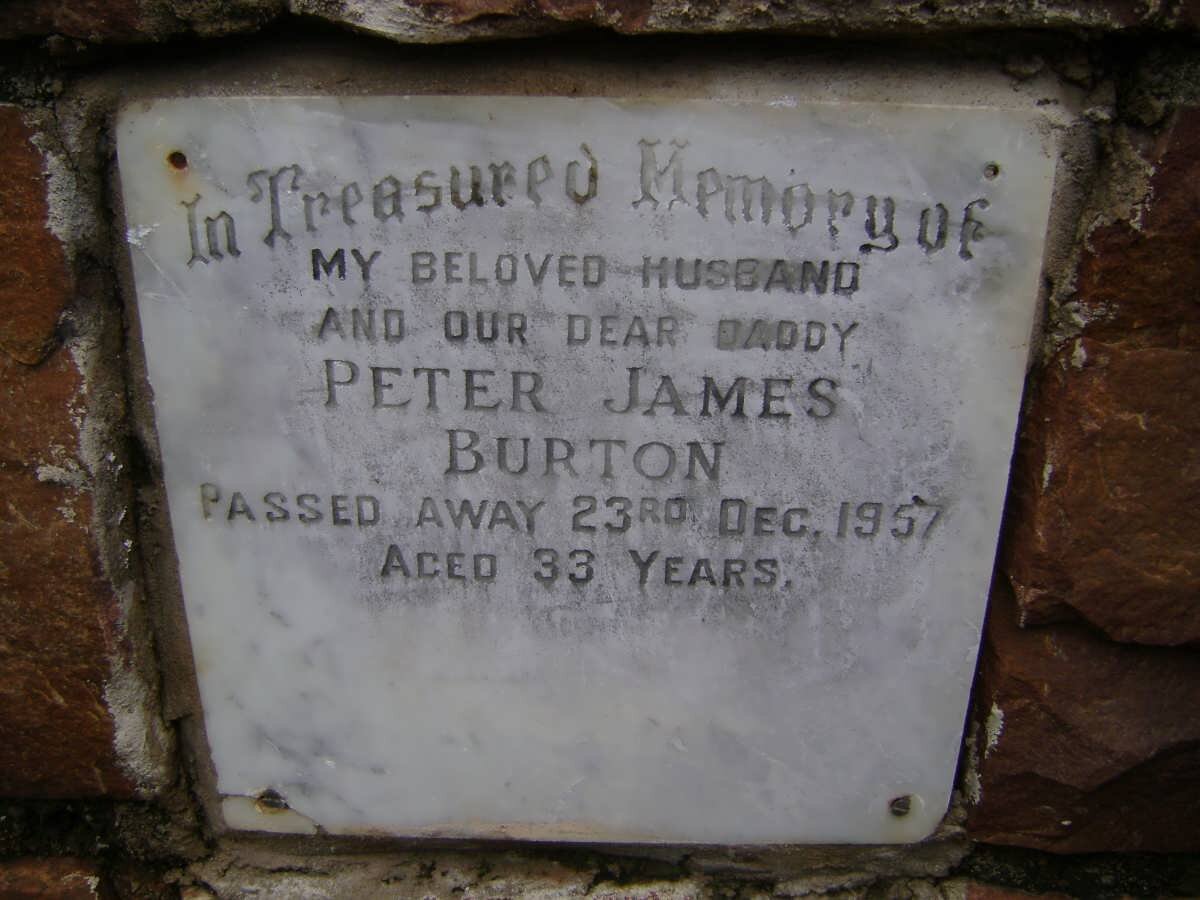 In Treasured Memory of
MY BELOVED HUSBAND
AND OUR DEAR DADDY
PETER JAMES
BURTON
PASSED AWAY 23RD DEC. 1957
AGED 33 YEARS.